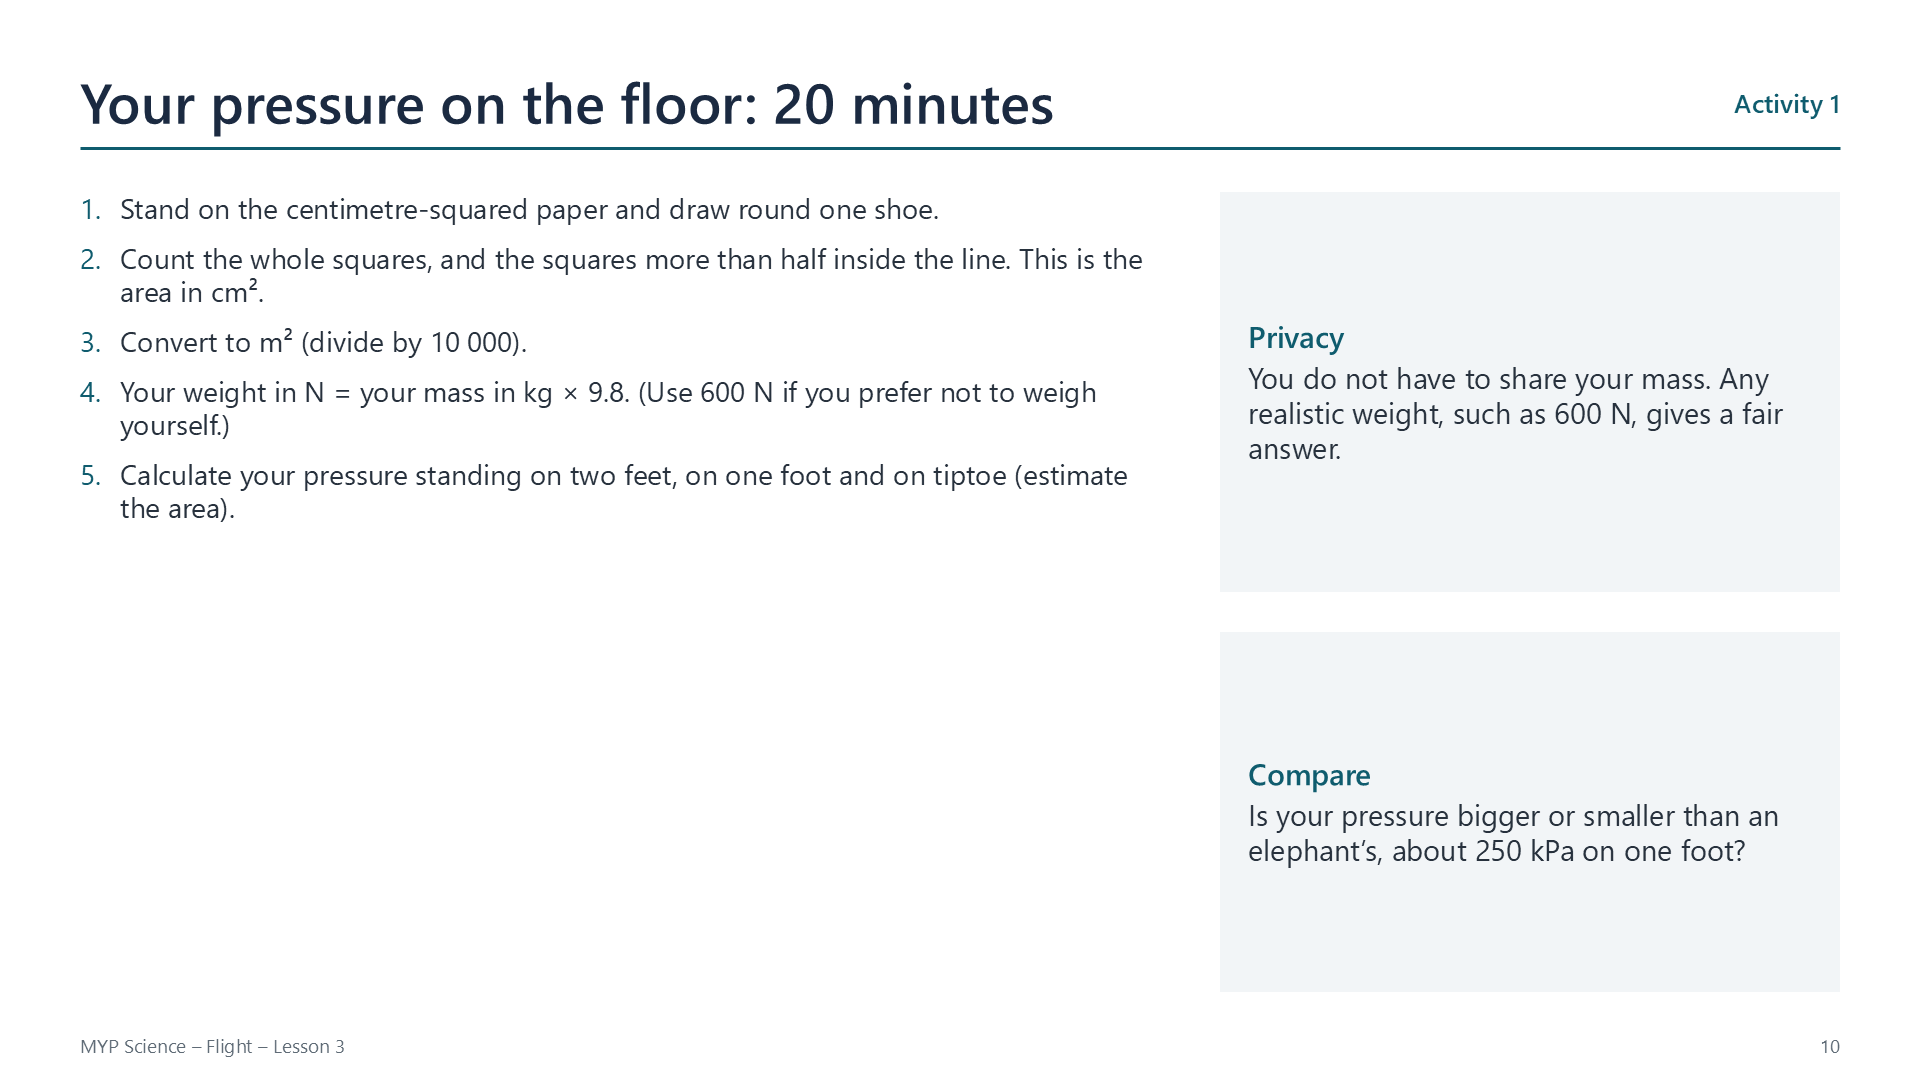 Your pressure on the floor: 20 minutes
Activity 1
1. Stand on the centimetre-squared paper and draw round one shoe.
2. Count the whole squares, and the squares more than half inside the line. This is the
area in cm².
3. Convert to m² (divide by 10 000).
4. Your weight in N = your mass in kg × 9.8. (Use 600 N if you prefer not to weigh
yourself.)
5. Calculate your pressure standing on two feet, on one foot and on tiptoe (estimate
the area).
Privacy
You do not have to share your mass. Any
realistic weight, such as 600 N, gives a fair
answer.
Compare
Is your pressure bigger or smaller than an
elephant’s, about 250 kPa on one foot?
MYP Science – Flight – Lesson 3
10